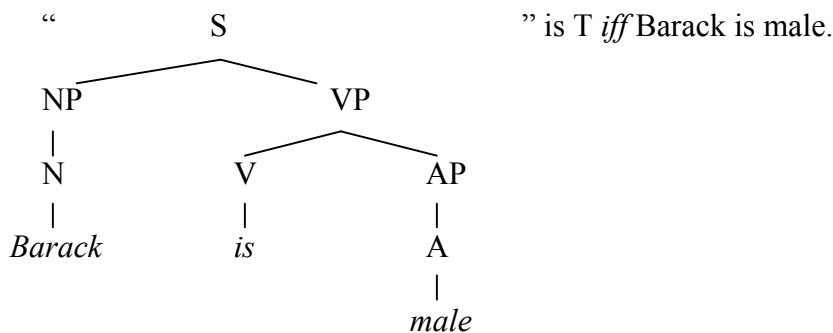 “ S ” is T iff Barack is male.
NP VP
N V AP
Barack is A
male